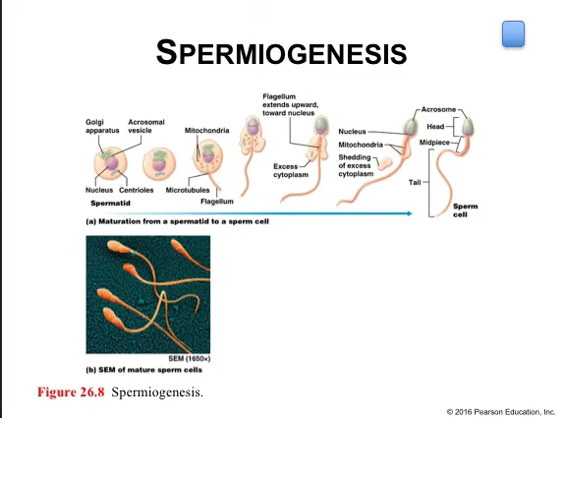 SPERMIOGENESIS
Flagellum
extends upward,
toward nucleus
Golgi
apparatus
Acrosomal
vesicle
Mitochondria
Nucleus
Centrioles
Microtubules
Spermatid
Flagellum
Excess
cytoplasm
Nucleus
Mitochondria
Shedding
of excess
cytoplasm
Acrosome
Head
Midpiece
Tail
Sperm
cell
(a) Maturation from a spermatid to a sperm cell
SEM (1650×)
(b) SEM of mature sperm cells
Figure 26.8 Spermiogenesis.
© 2016 Pearson Education, Inc.